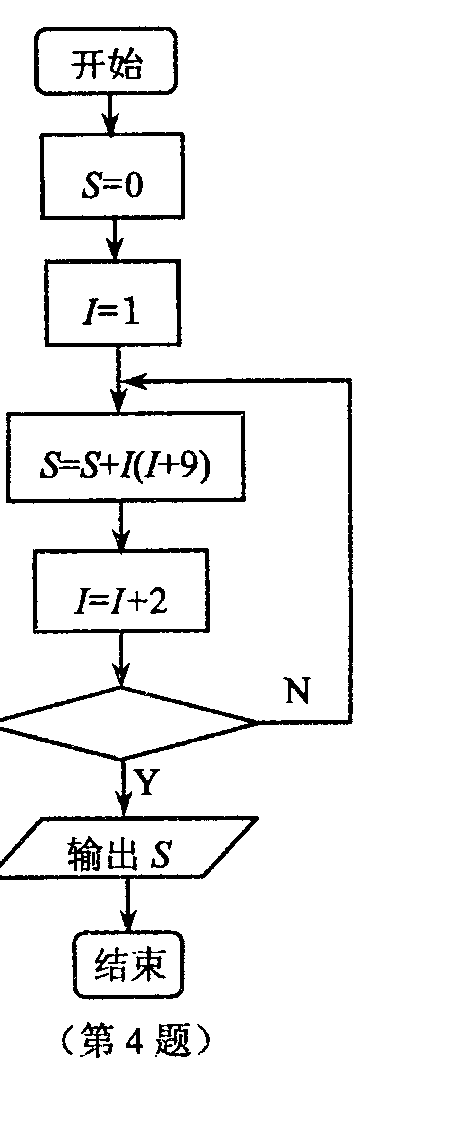 开始
S=0
I=1
S=S+I(I+9)
I=I+2
N
Y
输出 S
结束
（第 4 题）